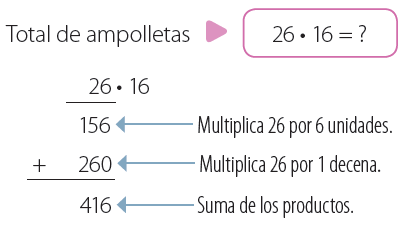 Total de ampolletas 26 • 16 = ?
26 • 16
156 Multiplica 26 por 6 unidades.
+ 260 Multiplica 26 por 1 decena.
416 Suma de los productos.